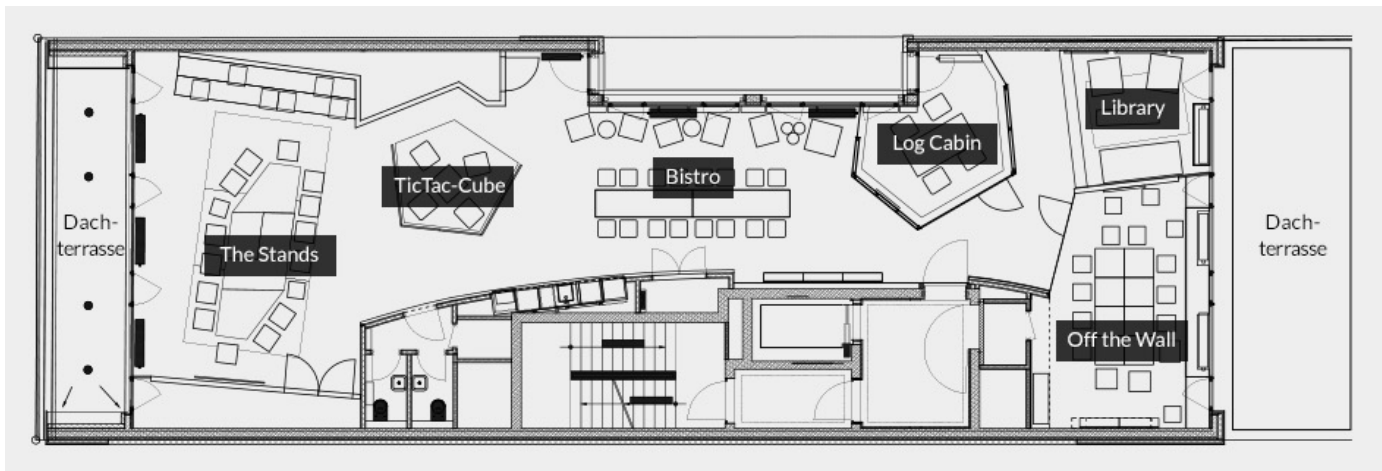 Dach-
terrasse
The Stands
TicTac-Cube
Bistro
Log Cabin
Library
Off the Wall
Dach-
terrasse